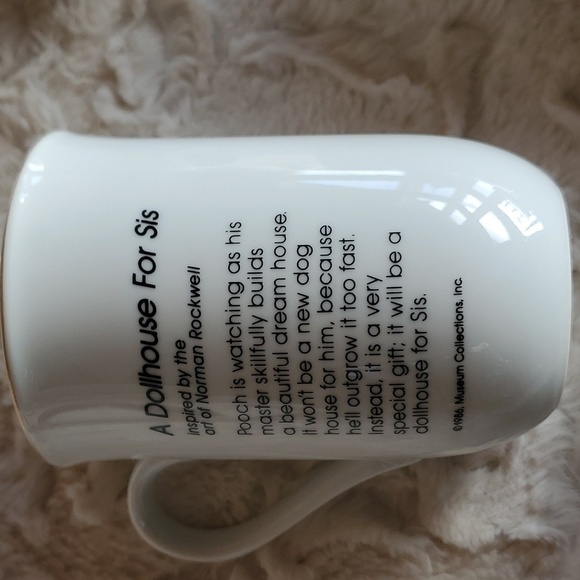 A Dollhouse For Sis
inspired by the
art of Norman Rockwell
Pooch is watching as his
master skillfully builds
a beautiful dream house.
It won't be a new dog
house for him, because
he'll outgrow it too fast.
Instead, it is a very
special gift; it will be a
dollhouse for Sis.
©1986, Museum Collections, Inc.